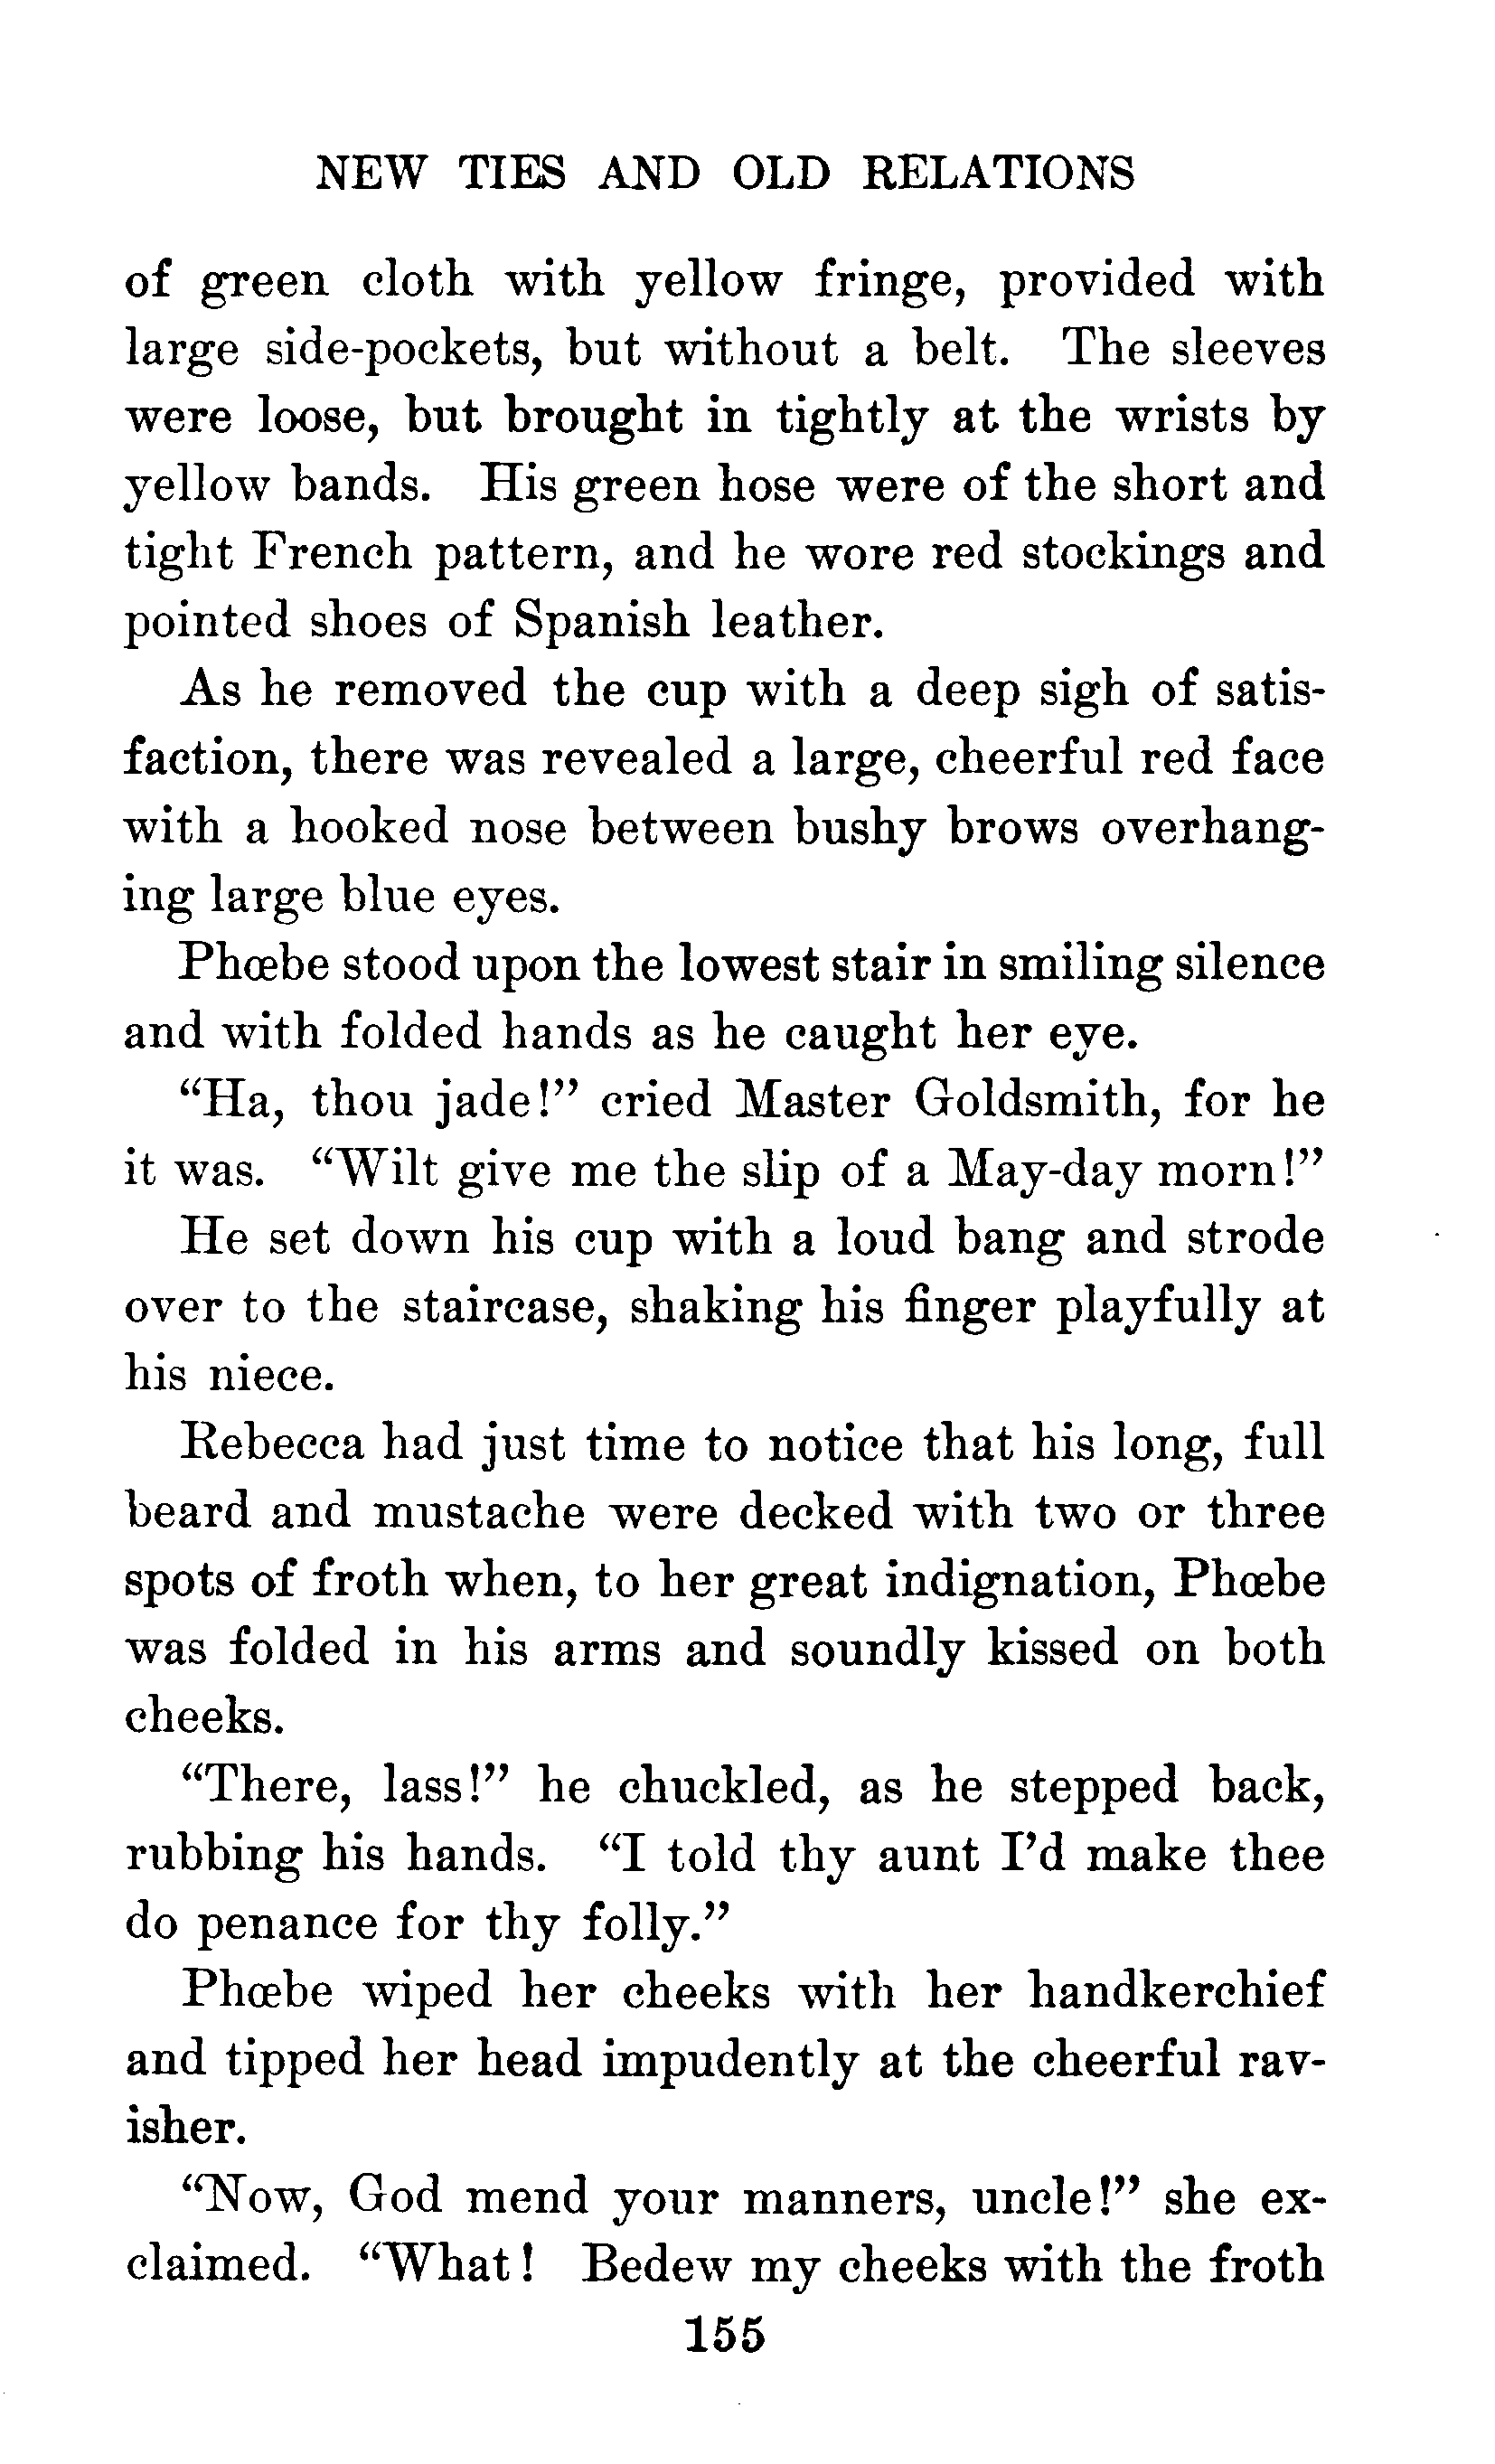 NEW TIES AND OLD RELATIONS
of green cloth with yellow fringe, provided with
large side-pockets, but without a belt. The sleeves
were loose, but brought in tightly at the wrists by
yellow bands. His green hose were of the short and
tight French pattern, and he wore red stockings and
pointed shoes of Spanish leather.
As he removed the cup with a deep sigh of satis-
faction, there was revealed a large, cheerful red face
with a hooked nose between bushy brows overhang-
ing large blue eyes.
Phœbe stood upon the lowest stair in smiling silence
and with folded hands as he caught her eye.
“Ha, thou jade!” cried Master Goldsmith, for he
it was. “Wilt give me the slip of a May-day morn!”
He set down his cup with a loud bang and strode
over to the staircase, shaking his finger playfully at
his niece.
Rebecca had just time to notice that his long, full
beard and mustache were decked with two or three
spots of froth when, to her great indignation, Phœbe
was folded in his arms and soundly kissed on both
cheeks.
“There, lass!” he chuckled, as he stepped back,
rubbing his hands. “I told thy aunt I’d make thee
do penance for thy folly.”
Phœbe wiped her cheeks with her handkerchief
and tipped her head impudently at the cheerful rav-
isher.
“Now, God mend your manners, uncle!” she ex-
claimed. “What! Bedew my cheeks with the froth
155